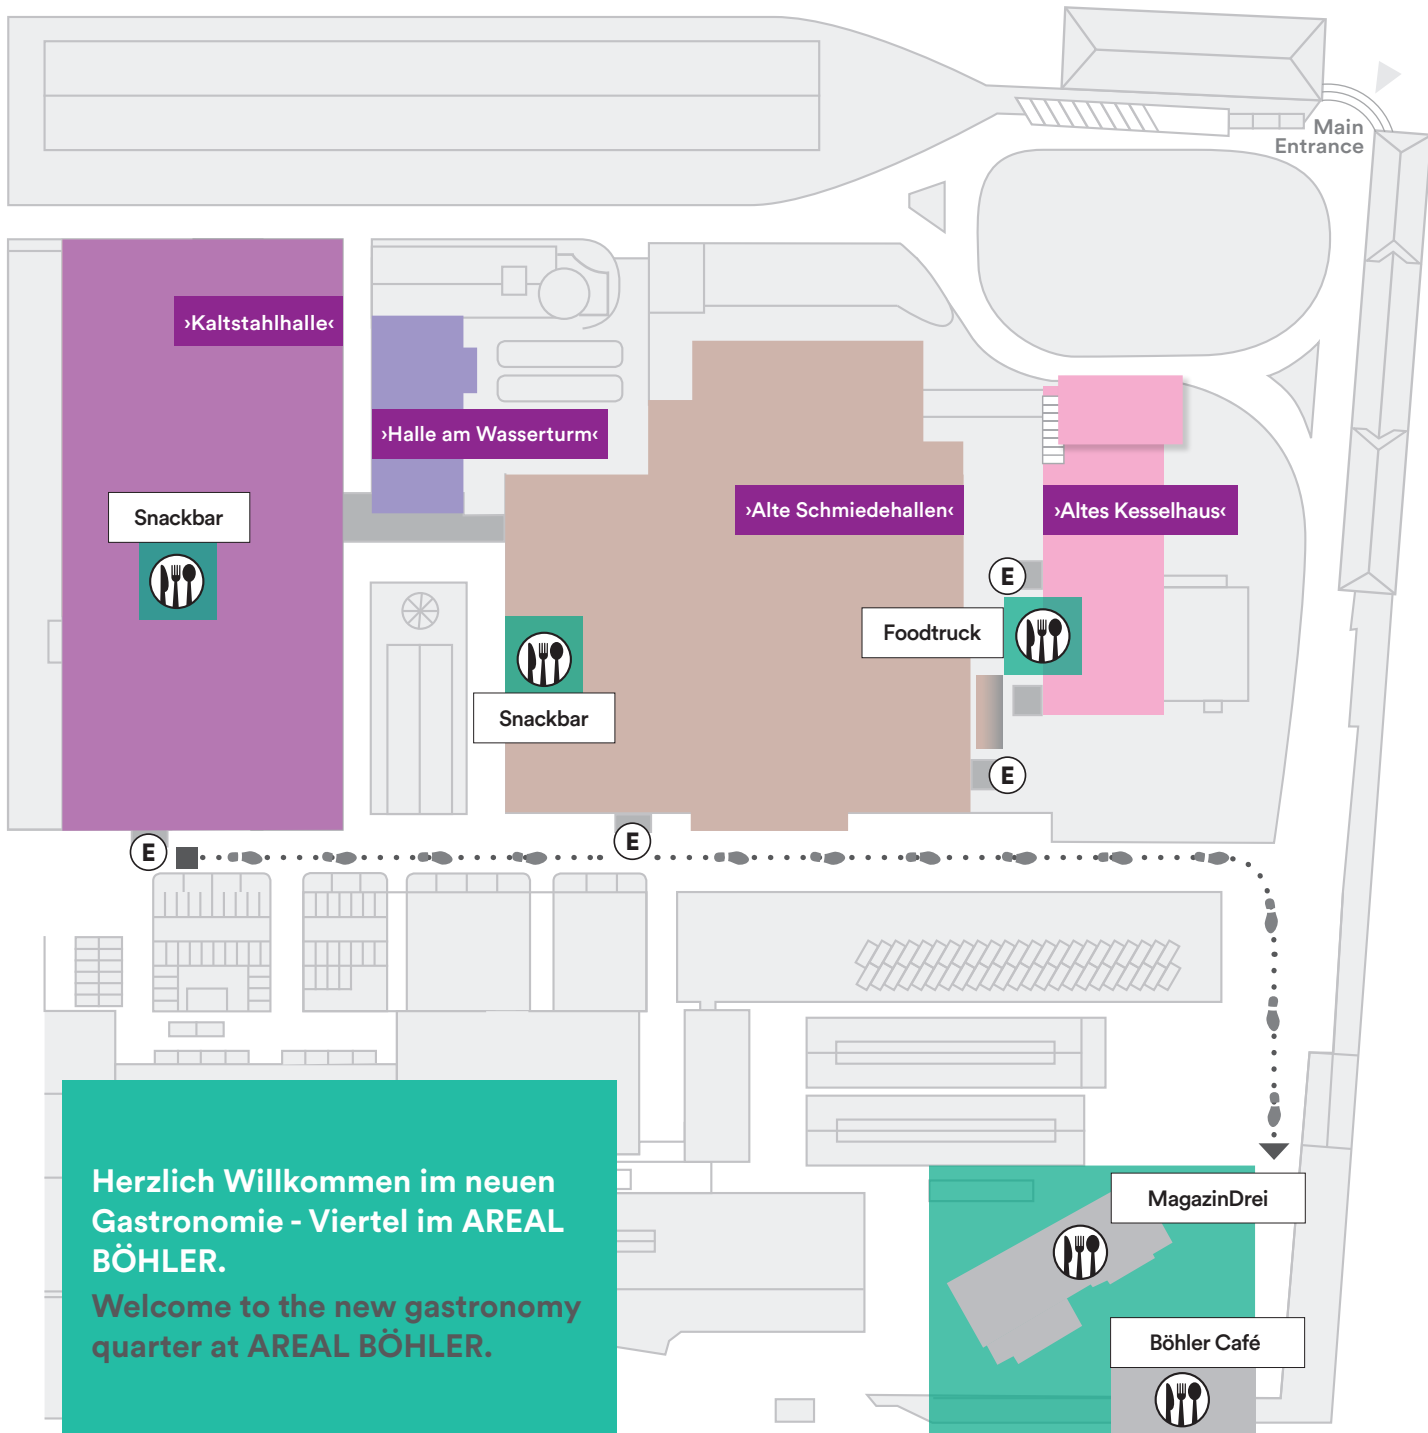 Main
Entrance
›Kaltstahlhalle‹
›Halle am Wasserturm‹
Snackbar
›Alte Schmiedehallen‹
›Altes Kesselhaus‹
E
Foodtruck
Snackbar
E
E
E
Herzlich Willkommen im neuen
Gastronomie - Viertel im AREAL
BÖHLER.
Welcome to the new gastronomy
quarter at AREAL BÖHLER.
MagazinDrei
Böhler Café